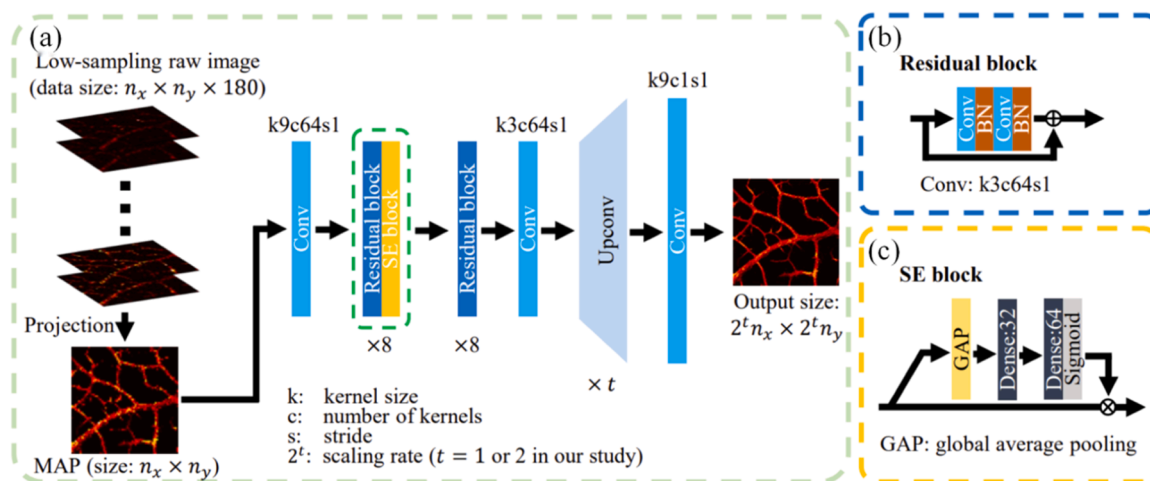 (a)
Low-sampling raw image
(data size: n_x × n_y × 180)
Projection
MAP (size: n_x × n_y)
k9c64s1
Conv
Residual block
SE block
×8
Residual block
×8
k3c64s1
Conv
Upconv
× t
k9c1s1
Conv
Output size:
2^t n_x × 2^t n_y
k: kernel size
c: number of kernels
s: stride
2^t: scaling rate (t = 1 or 2 in our study)
(b)
Residual block
Conv
BN
Conv
BN
Conv: k3c64s1
(c)
SE block
GAP
Dense:32
Dense:64
Sigmoid
GAP: global average pooling